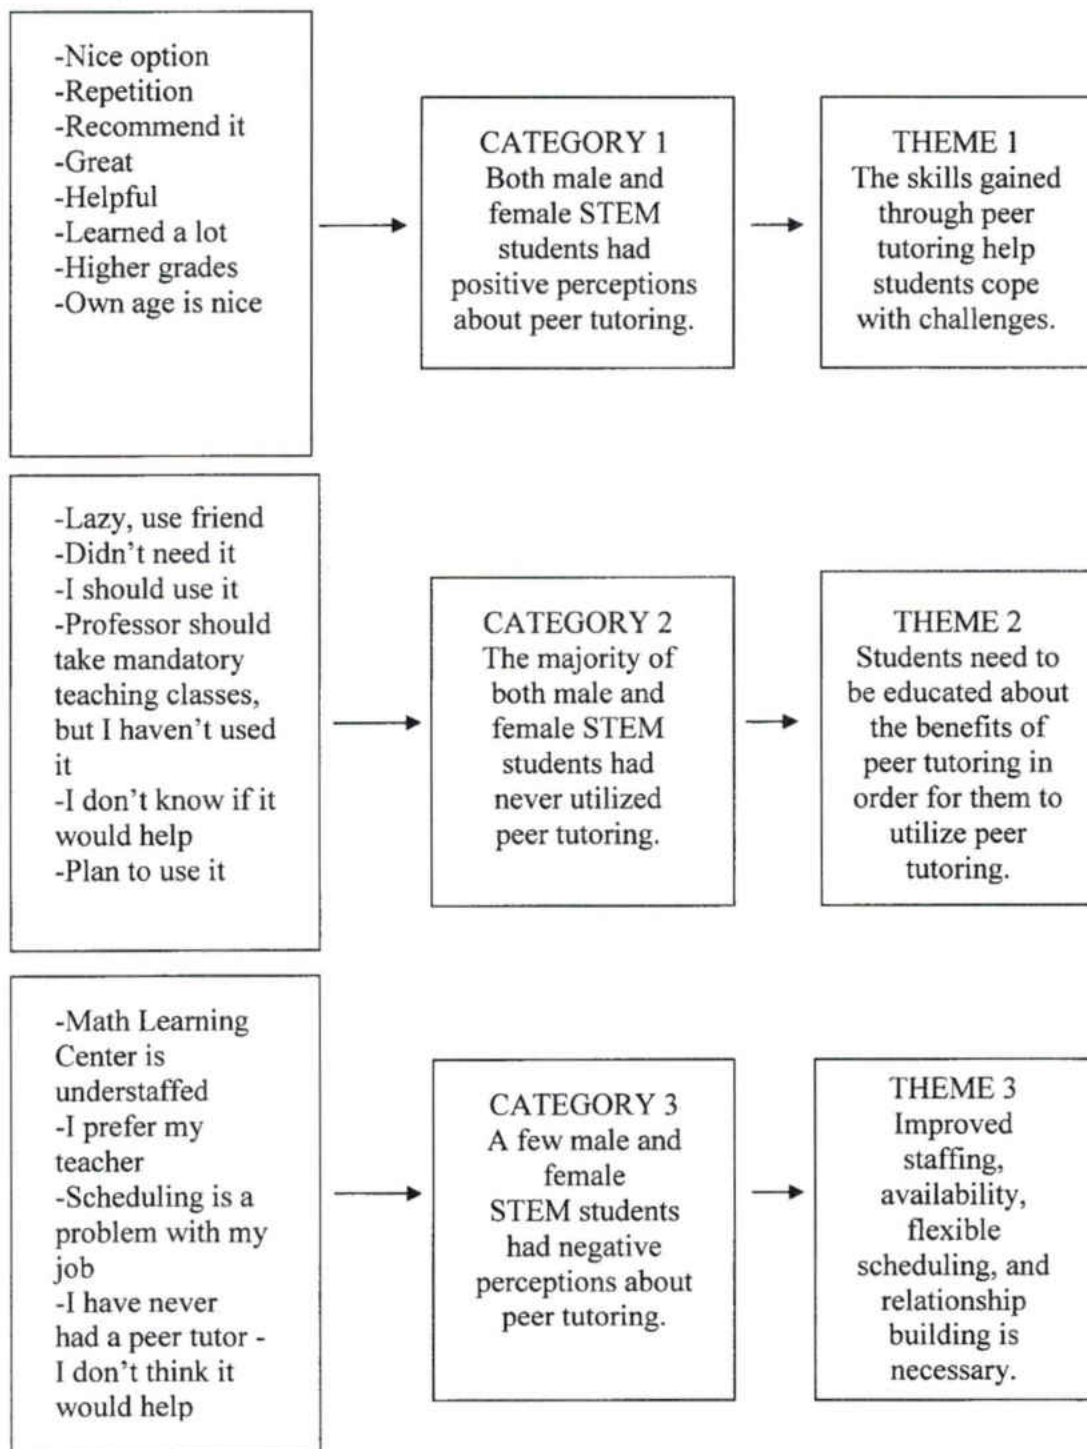 -Nice option
-Repetition
-Recommend it
-Great
-Helpful
-Learned a lot
-Higher grades
-Own age is nice
CATEGORY 1
Both male and
female STEM
students had
positive perceptions
about peer tutoring.
THEME 1
The skills gained
through peer
tutoring help
students cope
with challenges.
-Lazy, use friend
-Didn't need it
-I should use it
-Professor should
take mandatory
teaching classes,
but I haven't used
it
-I don't know if it
would help
-Plan to use it
CATEGORY 2
The majority of
both male and
female STEM
students had
never utilized
peer tutoring.
THEME 2
Students need to
be educated about
the benefits of
peer tutoring in
order for them to
utilize peer
tutoring.
-Math Learning
Center is
understaffed
-I prefer my
teacher
-Scheduling is a
problem with my
job
-I have never
had a peer tutor -
I don't think it
would help
CATEGORY 3
A few male and
female
STEM students
had negative
perceptions about
peer tutoring.
THEME 3
Improved
staffing,
availability,
flexible
scheduling, and
relationship
building is
necessary.